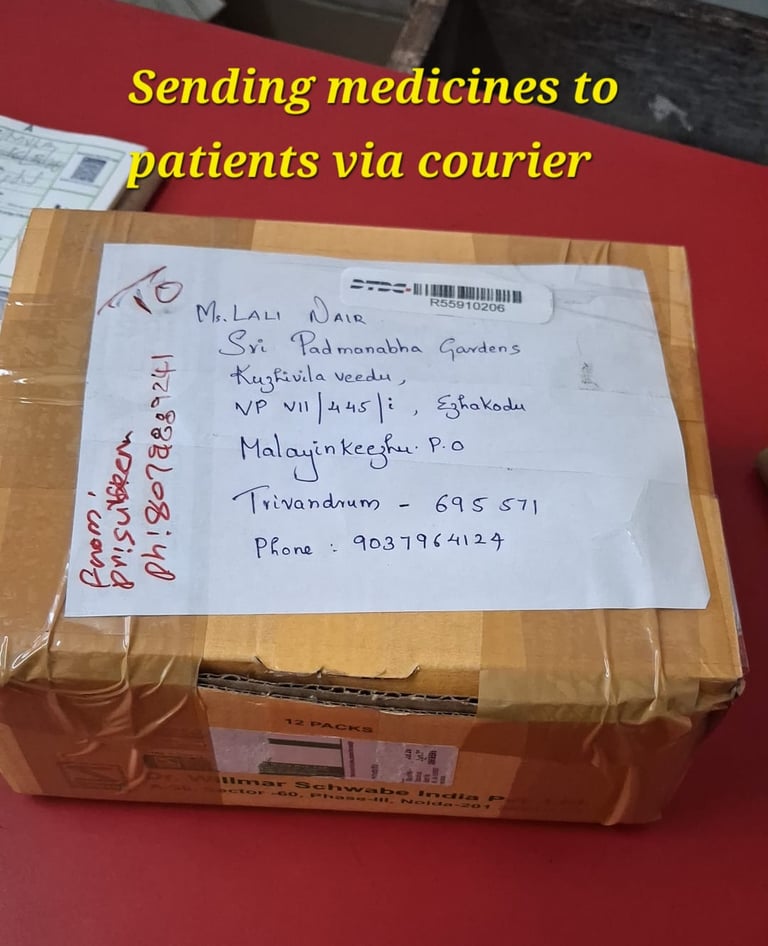 Sending medicines to
patients via courier
To
DTDC
R55910206
Ms. LALI NAIR
Sri Padmanabha Gardens
Kuzhivila veedu,
VP VII/445/i, Ezhakodu
Malayinkeezhu. P.O
Trivandrum - 695 571
Phone : 9037964124
from,
12 PACKS
Willmar Schwabe India
Sector-60, Phase-III, Noida-201